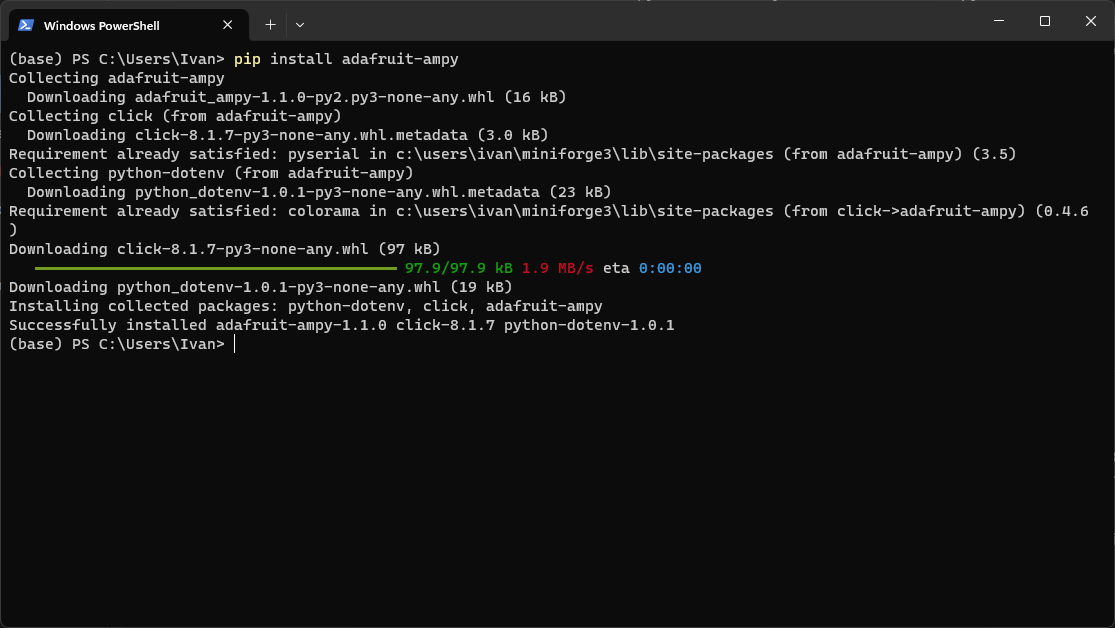 Windows PowerShell
(base) PS C:\Users\Ivan> pip install adafruit-ampy
Collecting adafruit-ampy
  Downloading adafruit_ampy-1.1.0-py2.py3-none-any.whl (16 kB)
Collecting click (from adafruit-ampy)
  Downloading click-8.1.7-py3-none-any.whl.metadata (3.0 kB)
Requirement already satisfied: pyserial in c:\users\ivan\miniforge3\lib\site-packages (from adafruit-ampy) (3.5)
Collecting python-dotenv (from adafruit-ampy)
  Downloading python_dotenv-1.0.1-py3-none-any.whl.metadata (23 kB)
Requirement already satisfied: colorama in c:\users\ivan\miniforge3\lib\site-packages (from click->adafruit-ampy) (0.4.6
)
Downloading click-8.1.7-py3-none-any.whl (97 kB)
97.9/97.9 kB 1.9 MB/s eta 0:00:00
Downloading python_dotenv-1.0.1-py3-none-any.whl (19 kB)
Installing collected packages: python-dotenv, click, adafruit-ampy
Successfully installed adafruit-ampy-1.1.0 click-8.1.7 python-dotenv-1.0.1
(base) PS C:\Users\Ivan>